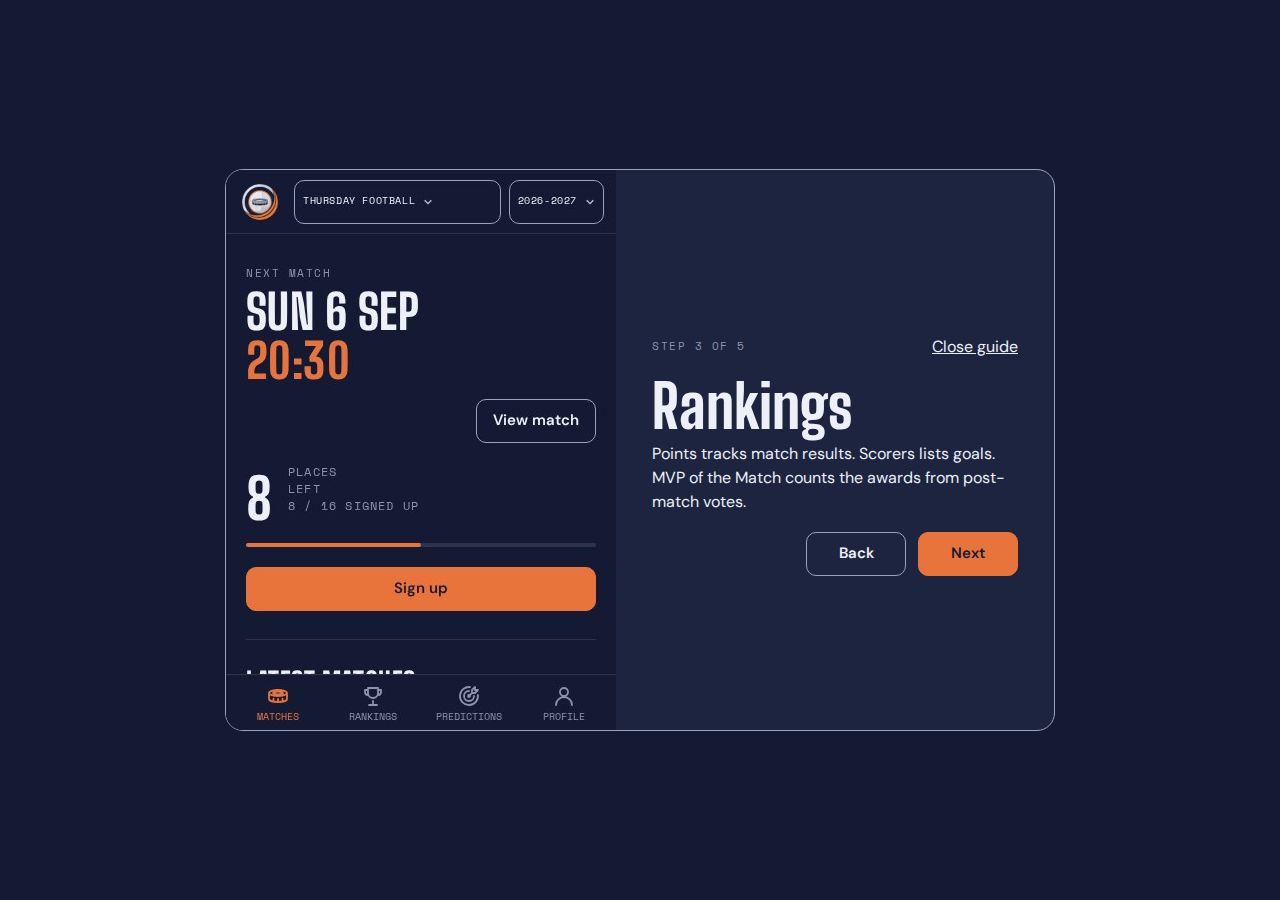 THURSDAY FOOTBALL
2026-2027
NEXT MATCH
SUN 6 SEP
20:30
View match
8
PLACES
LEFT
8 / 16 SIGNED UP
Sign up
LATEST MATCHES
MATCHES
RANKINGS
PREDICTIONS
PROFILE
STEP 3 OF 5
Close guide
Rankings
Points tracks match results. Scorers lists goals.
MVP of the Match counts the awards from post-
match votes.
Back
Next